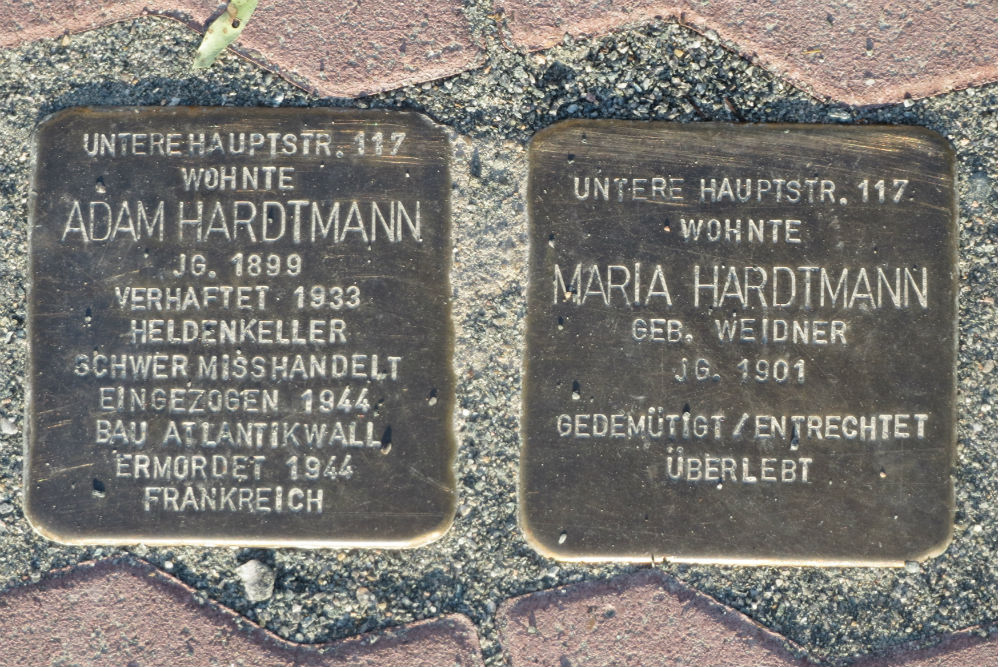 UNTERE HAUPTSTR. 117
WOHNTE
ADAM HARDTMANN
JG. 1899
VERHAFTET 1933
HELDENKELLER
SCHWER MISSHANDELT
EINGEZOGEN 1944
BAU ATLANTIKWALL
ERMORDET 1944
FRANKREICH
UNTERE HAUPTSTR. 117
WOHNTE
MARIA HARDTMANN
GEB. WEIDNER
JG. 1901
GEDEMÜTIGT/ENTRECHTET
ÜBERLEBT